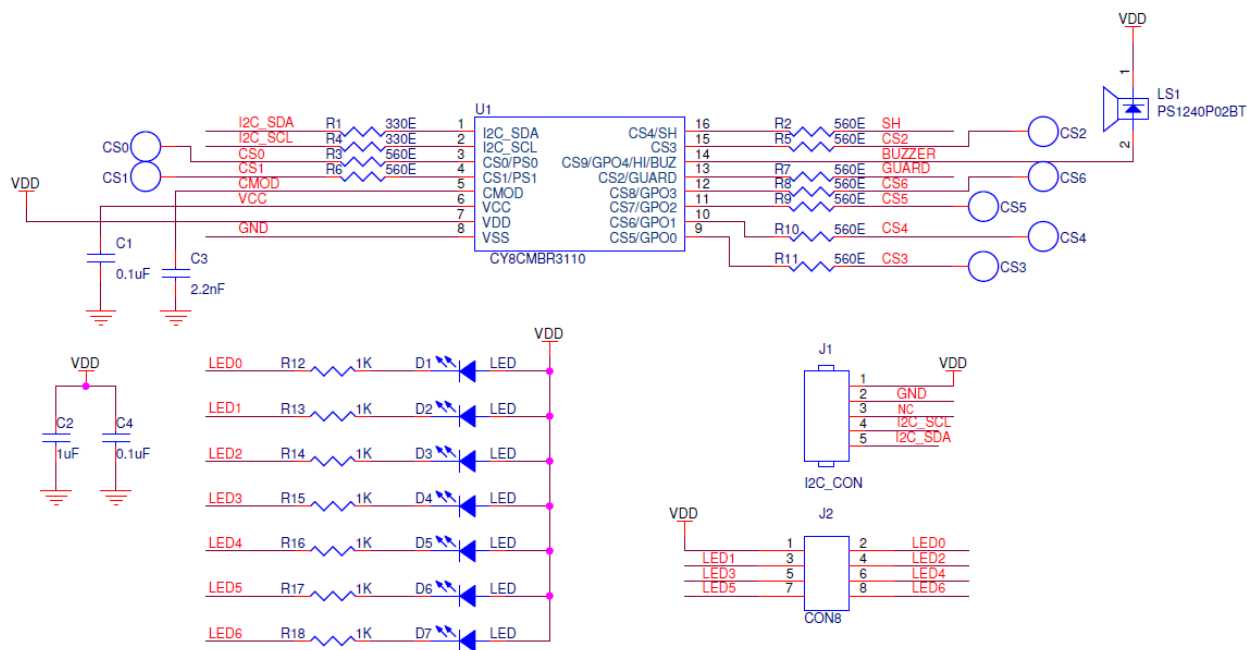 VDD
LS1
PS1240P02BT
1
2
U1
CY8CMBR3110
I2C_SDA R1 330E 1 I2C_SDA
I2C_SCL R4 330E 2 I2C_SCL
CS0 CS0 R3 560E 3 CS0/PS0
CS1 CS1 R6 560E 4 CS1/PS1
CMOD 5 CMOD
VCC 6 VCC
VDD 7 VDD
GND 8 VSS
CS4/SH 16 R2 560E SH
CS3 15 R5 560E CS2 CS2
CS9/GPO4/HI/BUZ 14 BUZZER
CS2/GUARD 13 R7 560E GUARD
CS8/GPO3 12 R8 560E CS6 CS6
CS7/GPO2 11 R9 560E CS5 CS5
CS6/GPO1 10 R10 560E CS4 CS4
CS5/GPO0 9 R11 560E CS3 CS3
C1
0.1uF
C3
2.2nF
VDD
C2
1uF
C4
0.1uF
VDD
LED0 R12 1K D1 LED
LED1 R13 1K D2 LED
LED2 R14 1K D3 LED
LED3 R15 1K D4 LED
LED4 R16 1K D5 LED
LED5 R17 1K D6 LED
LED6 R18 1K D7 LED
J1
VDD
1
2 GND
3 NC
4 I2C_SCL
5 I2C_SDA
I2C_CON
J2
VDD
1 2 LED0
LED1 3 4 LED2
LED3 5 6 LED4
LED5 7 8 LED6
CON8